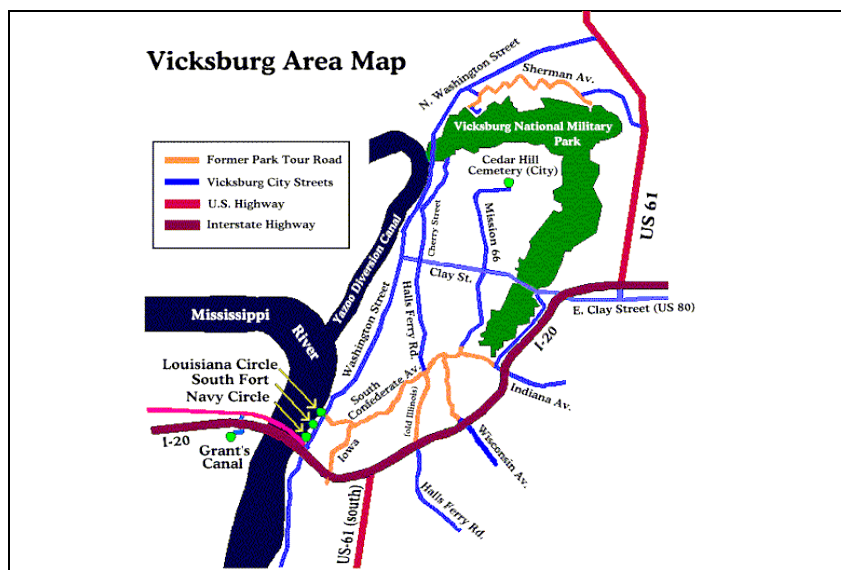 Vicksburg Area Map
N. Washington Street
Sherman Av.
Vicksburg National Military
Park
Cedar Hill
Cemetery (City)
Former Park Tour Road
Vicksburg City Streets
U.S. Highway
Interstate Highway
US 61
Yazoo Diversion Canal
Cherry Street
Mission 66
Clay St.
E. Clay Street (US 80)
Mississippi
River
Washington Street
Halls Ferry Rd.
I-20
Louisiana Circle
South Fort
Navy Circle
South
Confederate Av.
(old Illinois)
Indiana Av.
I-20
Grant's
Canal
Iowa
Wisconsin Av.
US-61 (south)
Halls Ferry Rd.